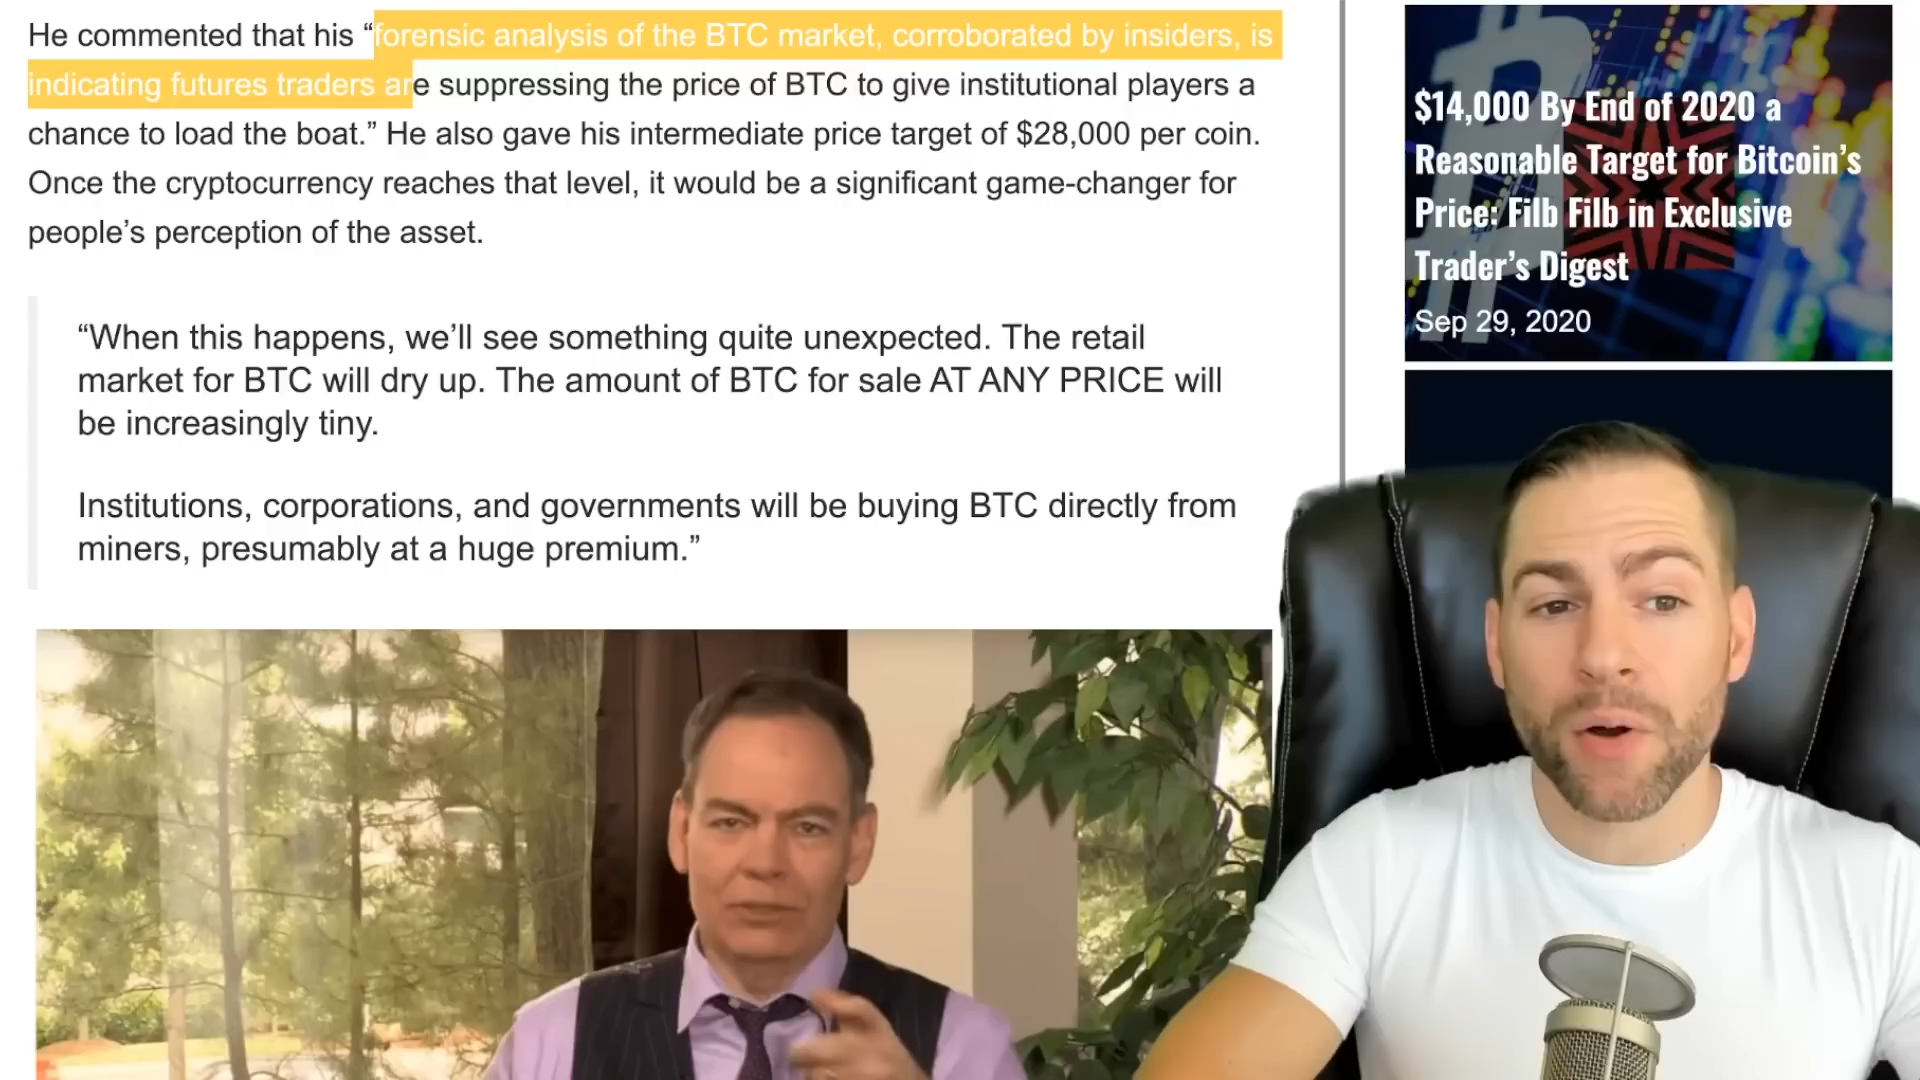 He commented that his “forensic analysis of the BTC market, corroborated by insiders, is
indicating futures traders are suppressing the price of BTC to give institutional players a
chance to load the boat.” He also gave his intermediate price target of $28,000 per coin.
Once the cryptocurrency reaches that level, it would be a significant game-changer for
people’s perception of the asset.
“When this happens, we’ll see something quite unexpected. The retail
market for BTC will dry up. The amount of BTC for sale AT ANY PRICE will
be increasingly tiny.
Institutions, corporations, and governments will be buying BTC directly from
miners, presumably at a huge premium.”
$14,000 By End of 2020 a
Reasonable Target for Bitcoin’s
Price: Filb Filb in Exclusive
Trader’s Digest
Sep 29, 2020